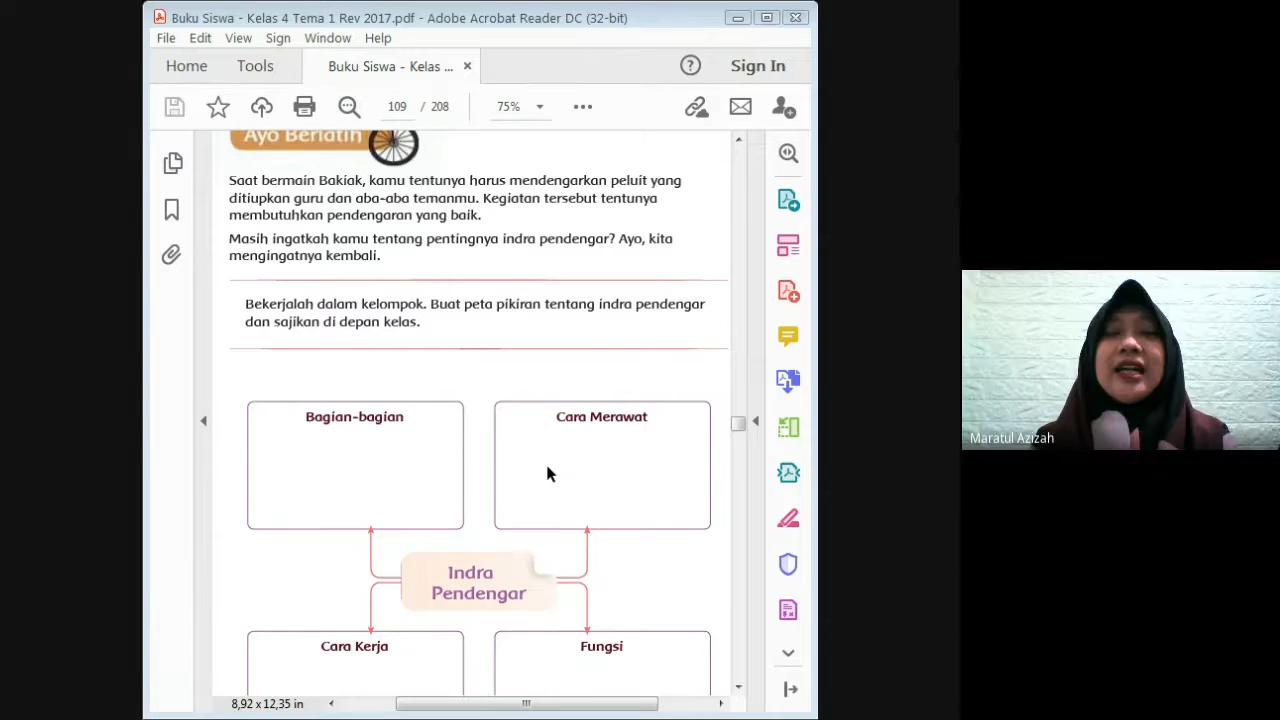 Buku Siswa - Kelas 4 Tema 1 Rev 2017.pdf - Adobe Acrobat Reader DC (32-bit)
File Edit View Sign Window Help
Home Tools Buku Siswa - Kelas ... × ? Sign In
109 / 208 75%
Ayo Berlatih
Saat bermain Bakiak, kamu tentunya harus mendengarkan peluit yang
ditiupkan guru dan aba-aba temanmu. Kegiatan tersebut tentunya
membutuhkan pendengaran yang baik.
Masih ingatkah kamu tentang pentingnya indra pendengar? Ayo, kita
mengingatnya kembali.
Bekerjalah dalam kelompok. Buat peta pikiran tentang indra pendengar
dan sajikan di depan kelas.
Bagian-bagian
Cara Merawat
Indra
Pendengar
Cara Kerja
Fungsi
8,92 x 12,35 in
Maratul Azizah